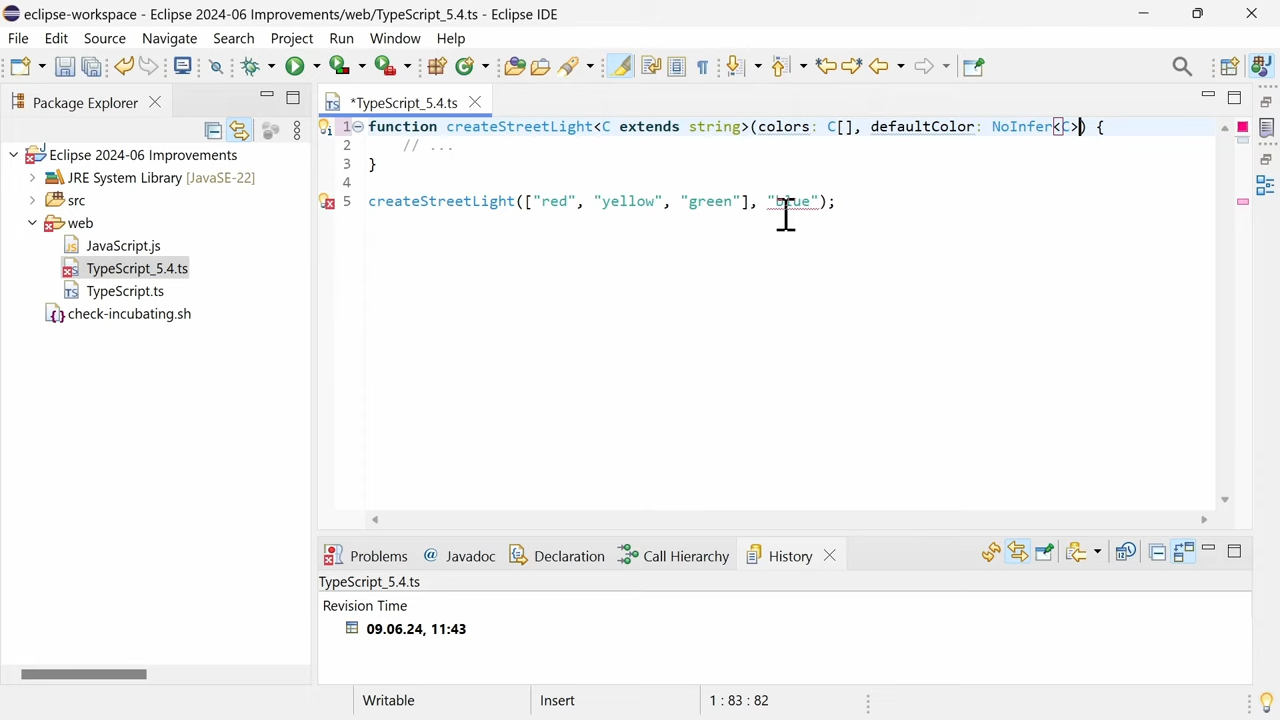 eclipse-workspace - Eclipse 2024-06 Improvements/web/TypeScript_5.4.ts - Eclipse IDE
File Edit Source Navigate Search Project Run Window Help
Package Explorer
*TypeScript_5.4.ts
Eclipse 2024-06 Improvements
JRE System Library [JavaSE-22]
src
web
JavaScript.js
TypeScript_5.4.ts
TypeScript.ts
check-incubating.sh
1 function createStreetLight<C extends string>(colors: C[], defaultColor: NoInfer<C>) {
2 // ...
3 }
4
5 createStreetLight(["red", "yellow", "green"], "blue");
Problems Javadoc Declaration Call Hierarchy History
TypeScript_5.4.ts
Revision Time
09.06.24, 11:43
Writable Insert 1 : 83 : 82